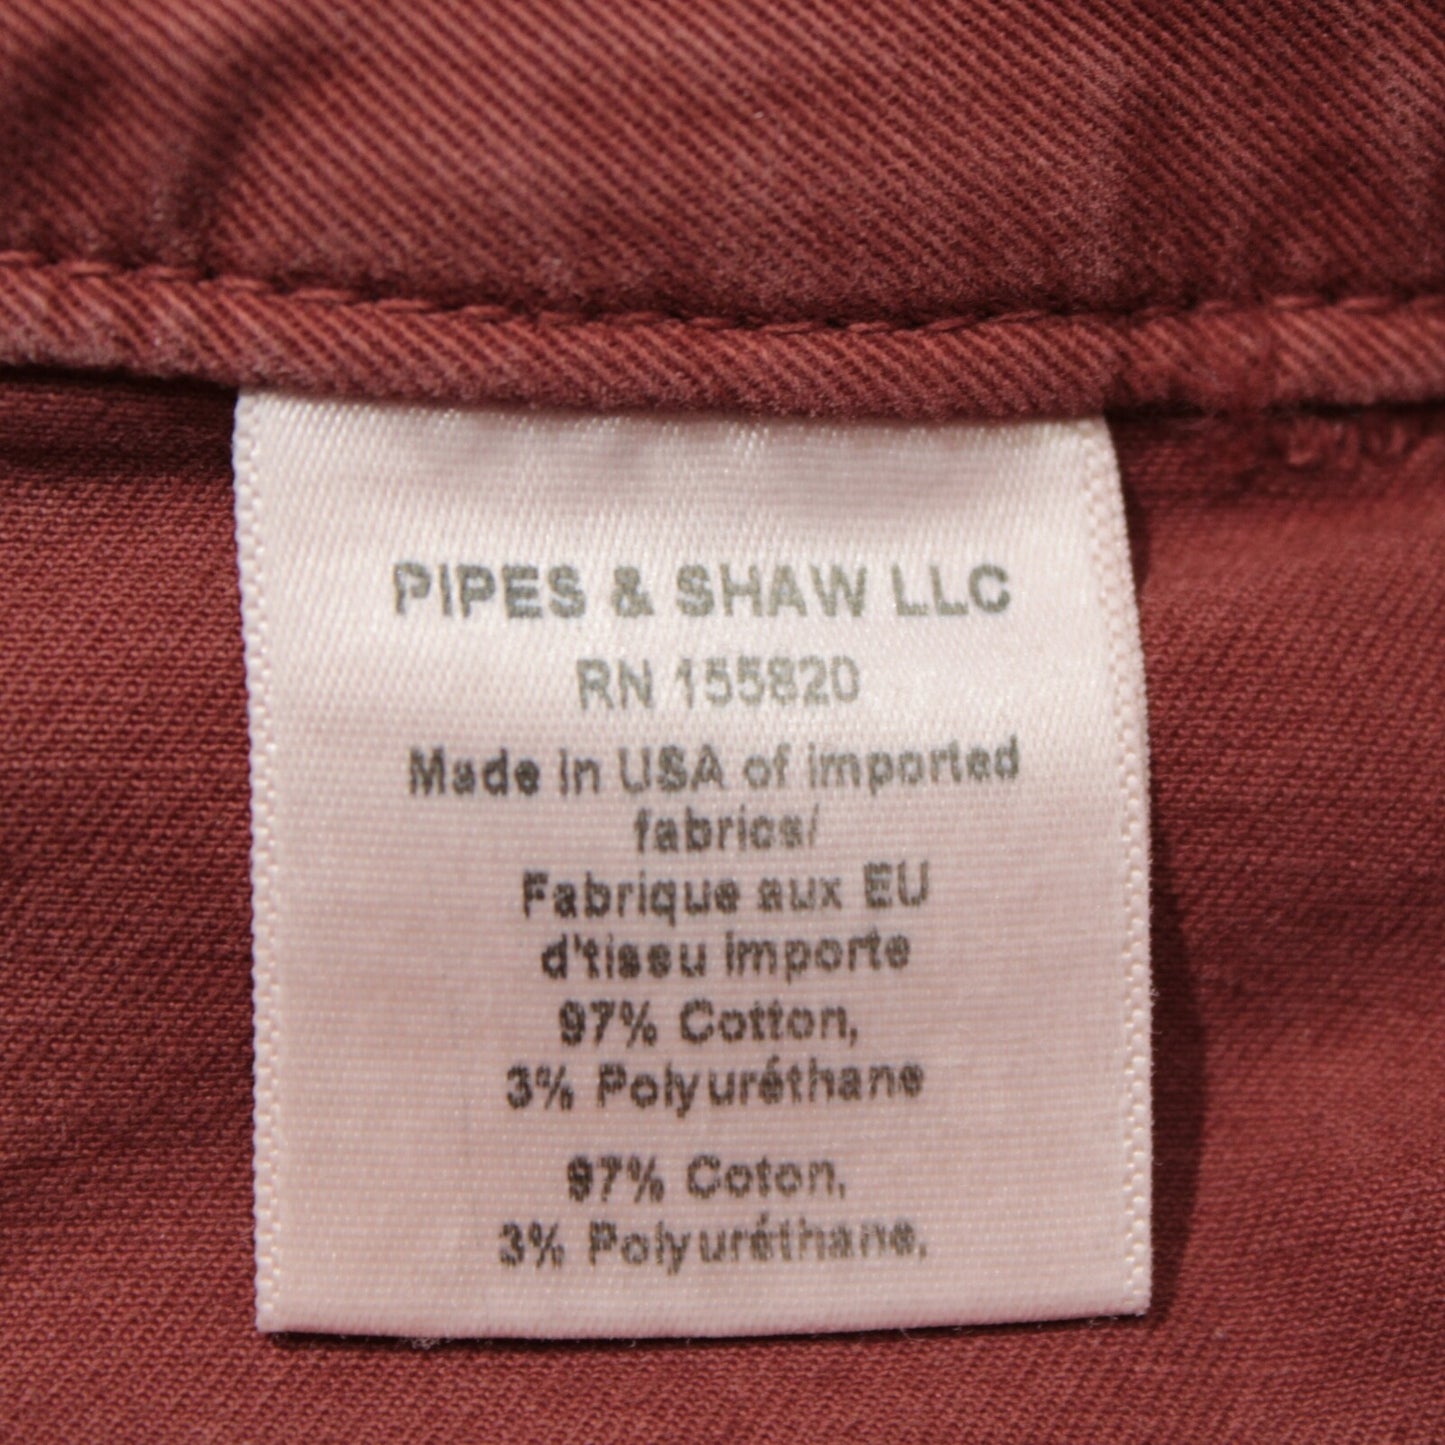 PIPES & SHAW LLC
RN 155820
Made in USA of imported
fabrics/
Fabrique aux EU
d'tissu importe
97% Cotton,
3% Polyuréthane
97% Coton,
3% Polyuréthane,